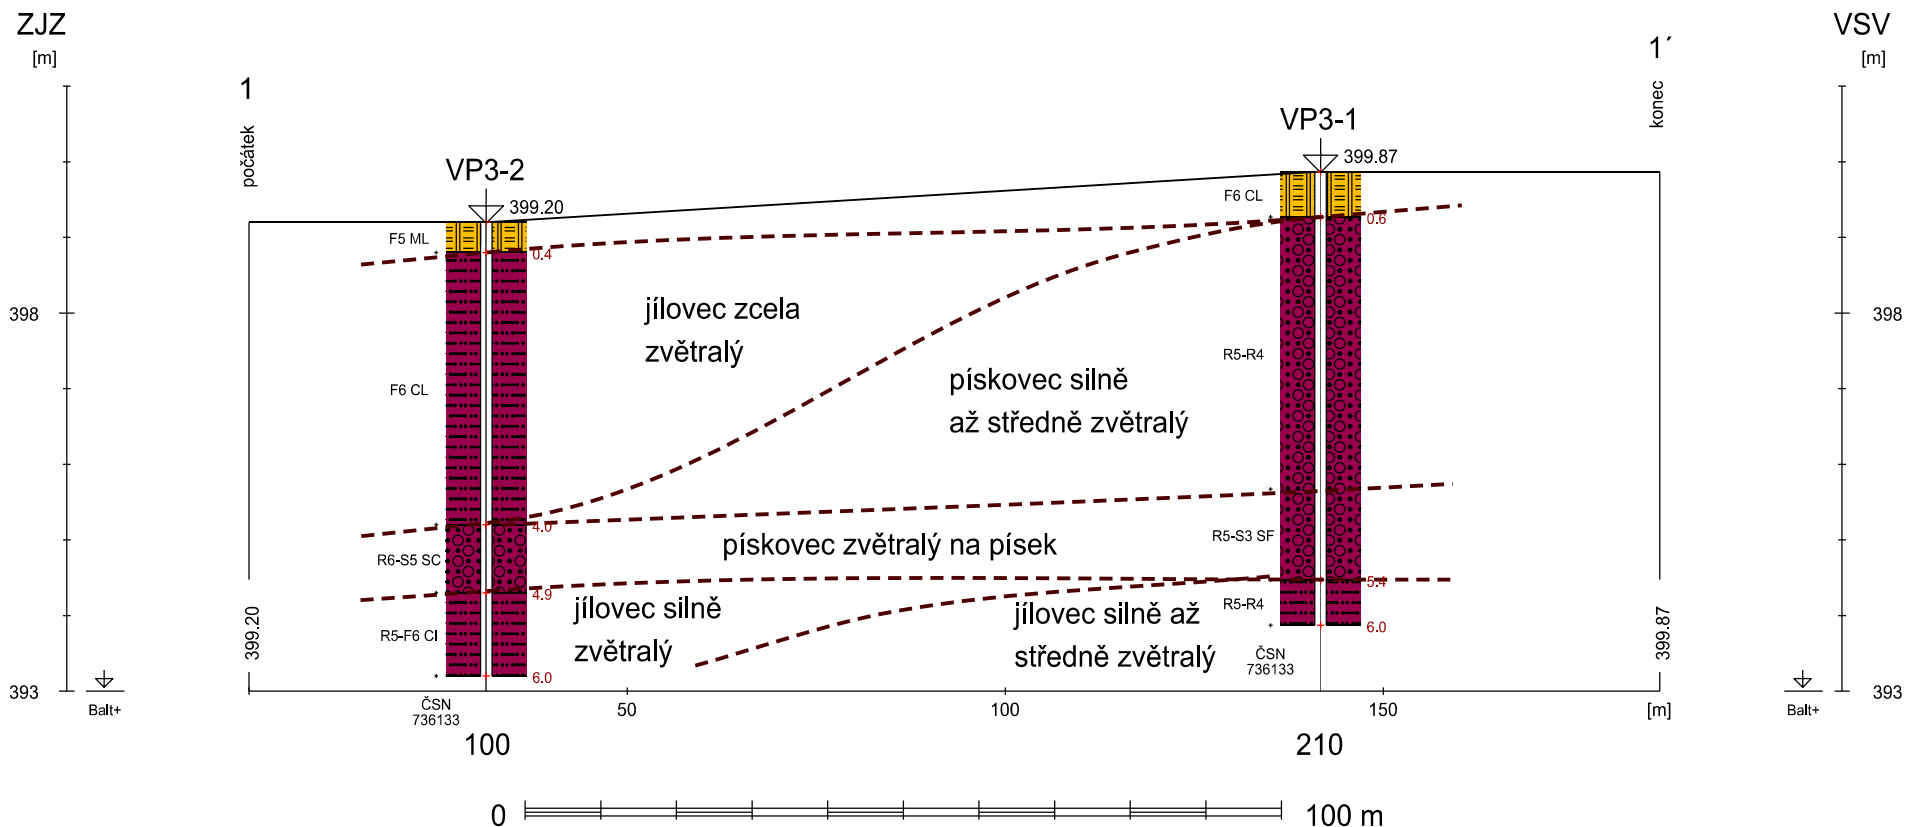 ZJZ
[m]
VSV
[m]
1
počátek
1´
konec
VP3-2
399.20
VP3-1
399.87
F5 ML
0.4
F6 CL
0.6
398
398
jílovec zcela
zvětralý
F6 CL
R5-R4
pískovec silně
až středně zvětralý
4.0
R6-S5 SC
pískovec zvětralý na písek
R5-S3 SF
4.9
5.4
jílovec silně
zvětralý
R5-F6 CI
jílovec silně až
středně zvětralý
R5-R4
6.0
6.0
399.20
399.87
ČSN
736133
ČSN
736133
393
Balt+
393
Balt+
50
100
150
[m]
100
210
0
100 m